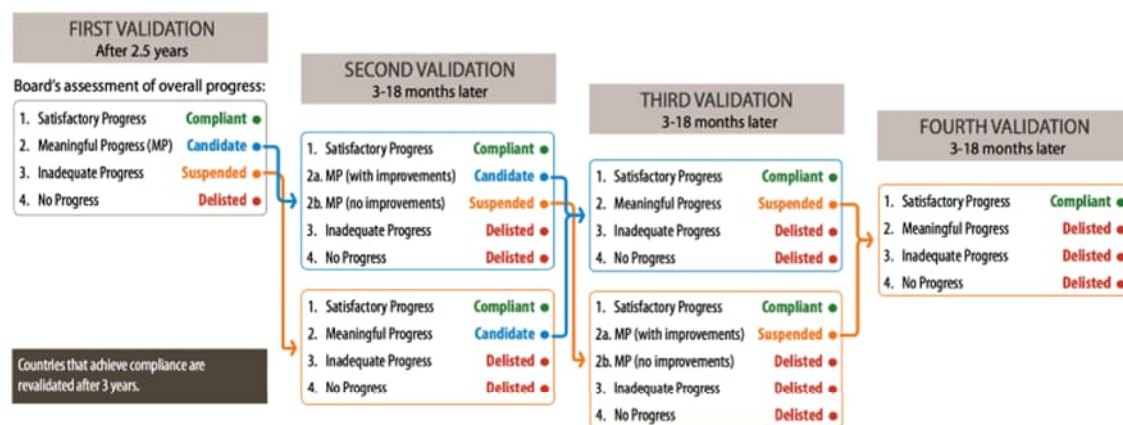 FIRST VALIDATION
After 2.5 years
Board's assessment of overall progress:
1. Satisfactory Progress Compliant
2. Meaningful Progress (MP) Candidate
3. Inadequate Progress Suspended
4. No Progress Delisted
Countries that achieve compliance are
revalidated after 3 years.
SECOND VALIDATION
3-18 months later
1. Satisfactory Progress Compliant
2a. MP (with improvements) Candidate
2b. MP (no improvements) Suspended
3. Inadequate Progress Delisted
4. No Progress Delisted
1. Satisfactory Progress Compliant
2. Meaningful Progress Candidate
3. Inadequate Progress Delisted
4. No Progress Delisted
THIRD VALIDATION
3-18 months later
1. Satisfactory Progress Compliant
2. Meaningful Progress Suspended
3. Inadequate Progress Delisted
4. No Progress Delisted
1. Satisfactory Progress Compliant
2a. MP (with improvements) Suspended
2b. MP (no improvements) Delisted
3. Inadequate Progress Delisted
4. No Progress Delisted
FOURTH VALIDATION
3-18 months later
1. Satisfactory Progress Compliant
2. Meaningful Progress Delisted
3. Inadequate Progress Delisted
4. No Progress Delisted